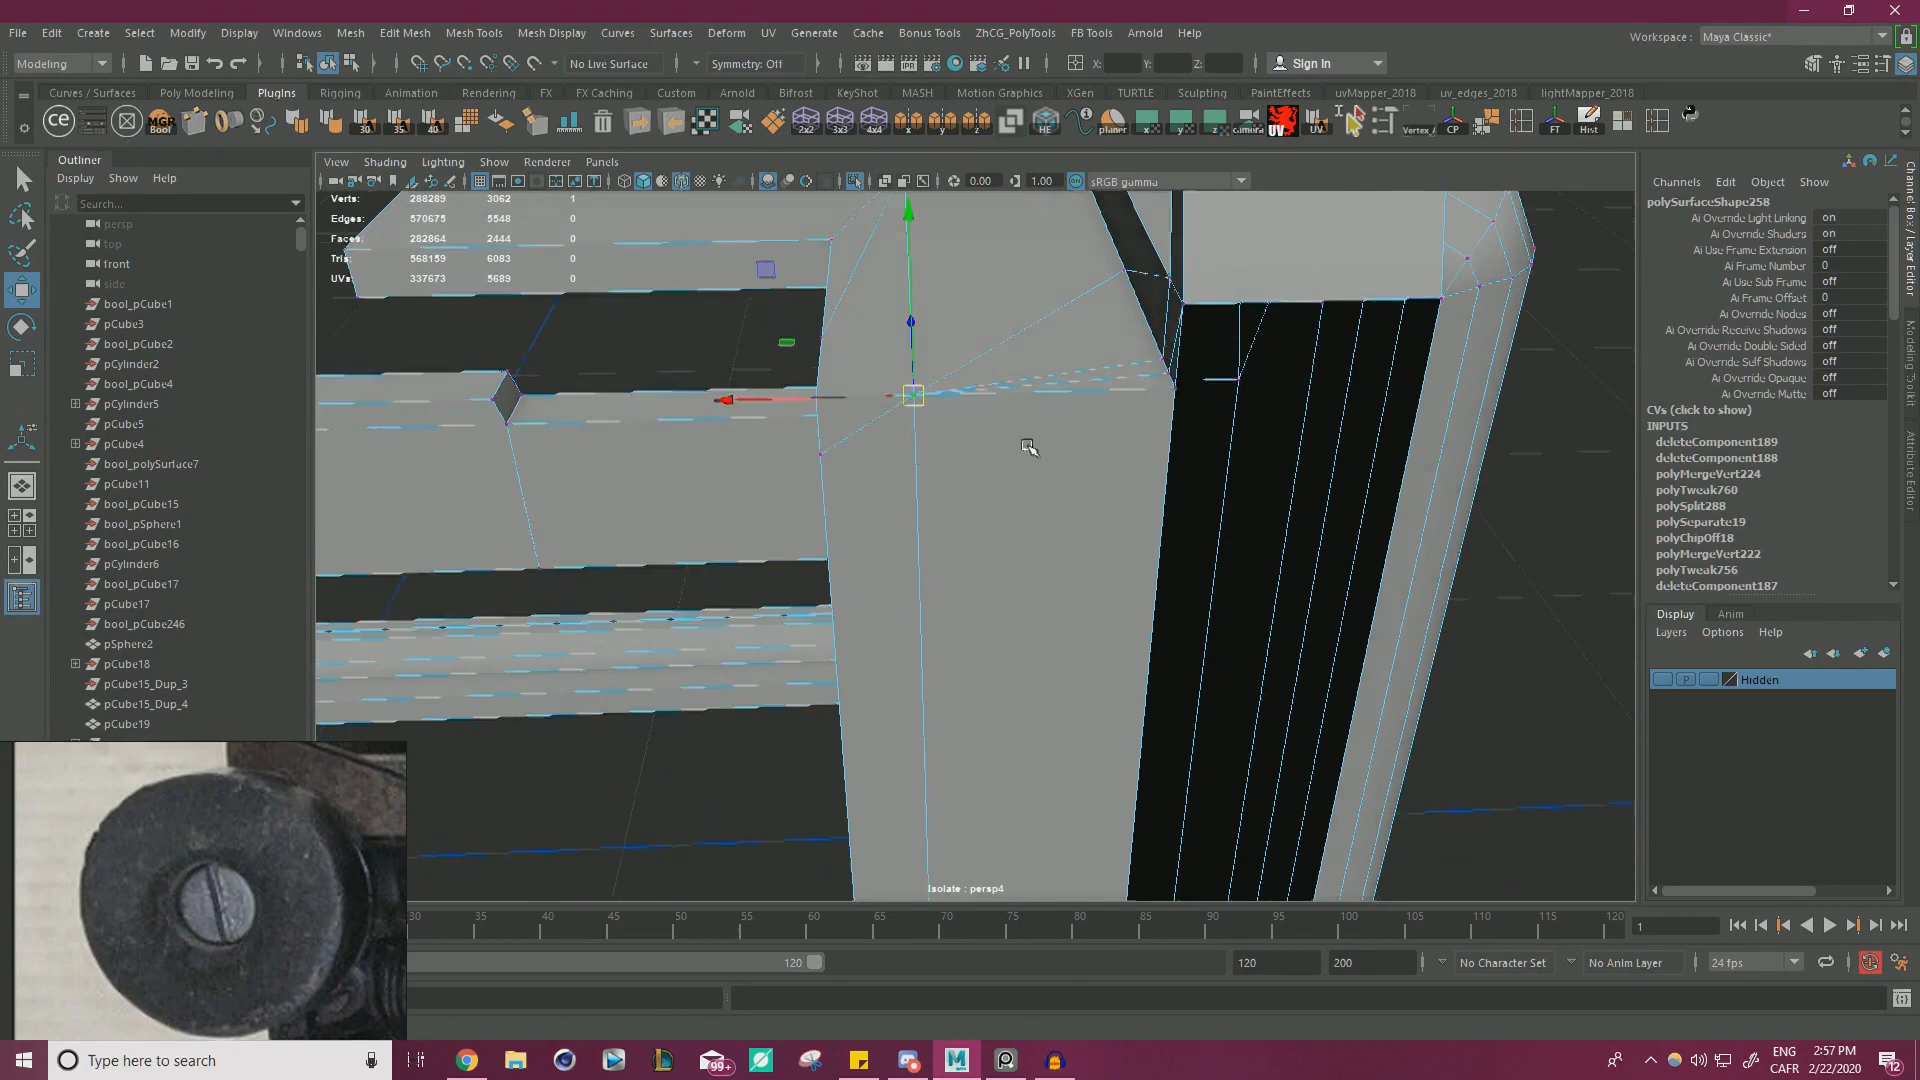 File Edit Create Select Modify Display Windows Mesh Edit Mesh Mesh Tools Mesh Display Curves Surfaces Deform UV Generate Cache Bonus Tools ZhCG_PolyTools FB Tools Arnold Help
Workspace : Maya Classic*
Modeling No Live Surface Symmetry: Off X: Y: Z: Sign In
Curves / Surfaces Poly Modeling PlugIns Rigging Animation Rendering FX FX Caching Custom Arnold Bifrost KeyShot MASH Motion Graphics XGen TURTLE Sculpting PaintEffects uvMapper_2018 uv_edges_2018 lightMapper_2018
Outliner
Display Show Help
Search...
persp
top
front
side
bool_pCube1
pCube3
bool_pCube2
pCylinder2
bool_pCube4
pCylinder5
pCube5
pCube4
bool_polySurface7
pCube11
bool_pCube15
bool_pSphere1
bool_pCube16
pCylinder6
bool_pCube17
pCube17
bool_pCube246
pSphere2
pCube18
pCube15_Dup_3
pCube15_Dup_4
pCube19
View Shading Lighting Show Renderer Panels
0.00 1.00 sRGB gamma
Verts: 288289 3062 1
Edges: 570675 5548 0
Faces: 282864 2444 0
Tris: 568159 6083 0
UVs: 337673 5689 0
Isolate : persp4
Channels Edit Object Show
polySurfaceShape258
Ai Override Light Linking on
Ai Override Shaders on
Ai Use Frame Extension off
Ai Frame Number 0
Ai Use Sub Frame off
Ai Frame Offset 0
Ai Override Nodes off
Ai Override Receive Shadows off
Ai Override Double Sided off
Ai Override Self Shadows off
Ai Override Opaque off
Ai Override Matte off
CVs (click to show)
INPUTS
deleteComponent189
deleteComponent188
polyMergeVert224
polyTweak760
polySplit288
polySeparate19
polyChipOff18
polyMergeVert222
polyTweak756
deleteComponent187
Display Anim
Layers Options Help
P Hidden
Channel Box / Layer Editor
Modeling Toolkit
Attribute Editor
30 35 40 45 50 55 60 65 70 75 80 85 90 95 100 105 110 115 120
1
120 120 200 No Character Set No Anim Layer 24 fps
Type here to search
99+
ENG
CAFR
2:57 PM
2/22/2020
12